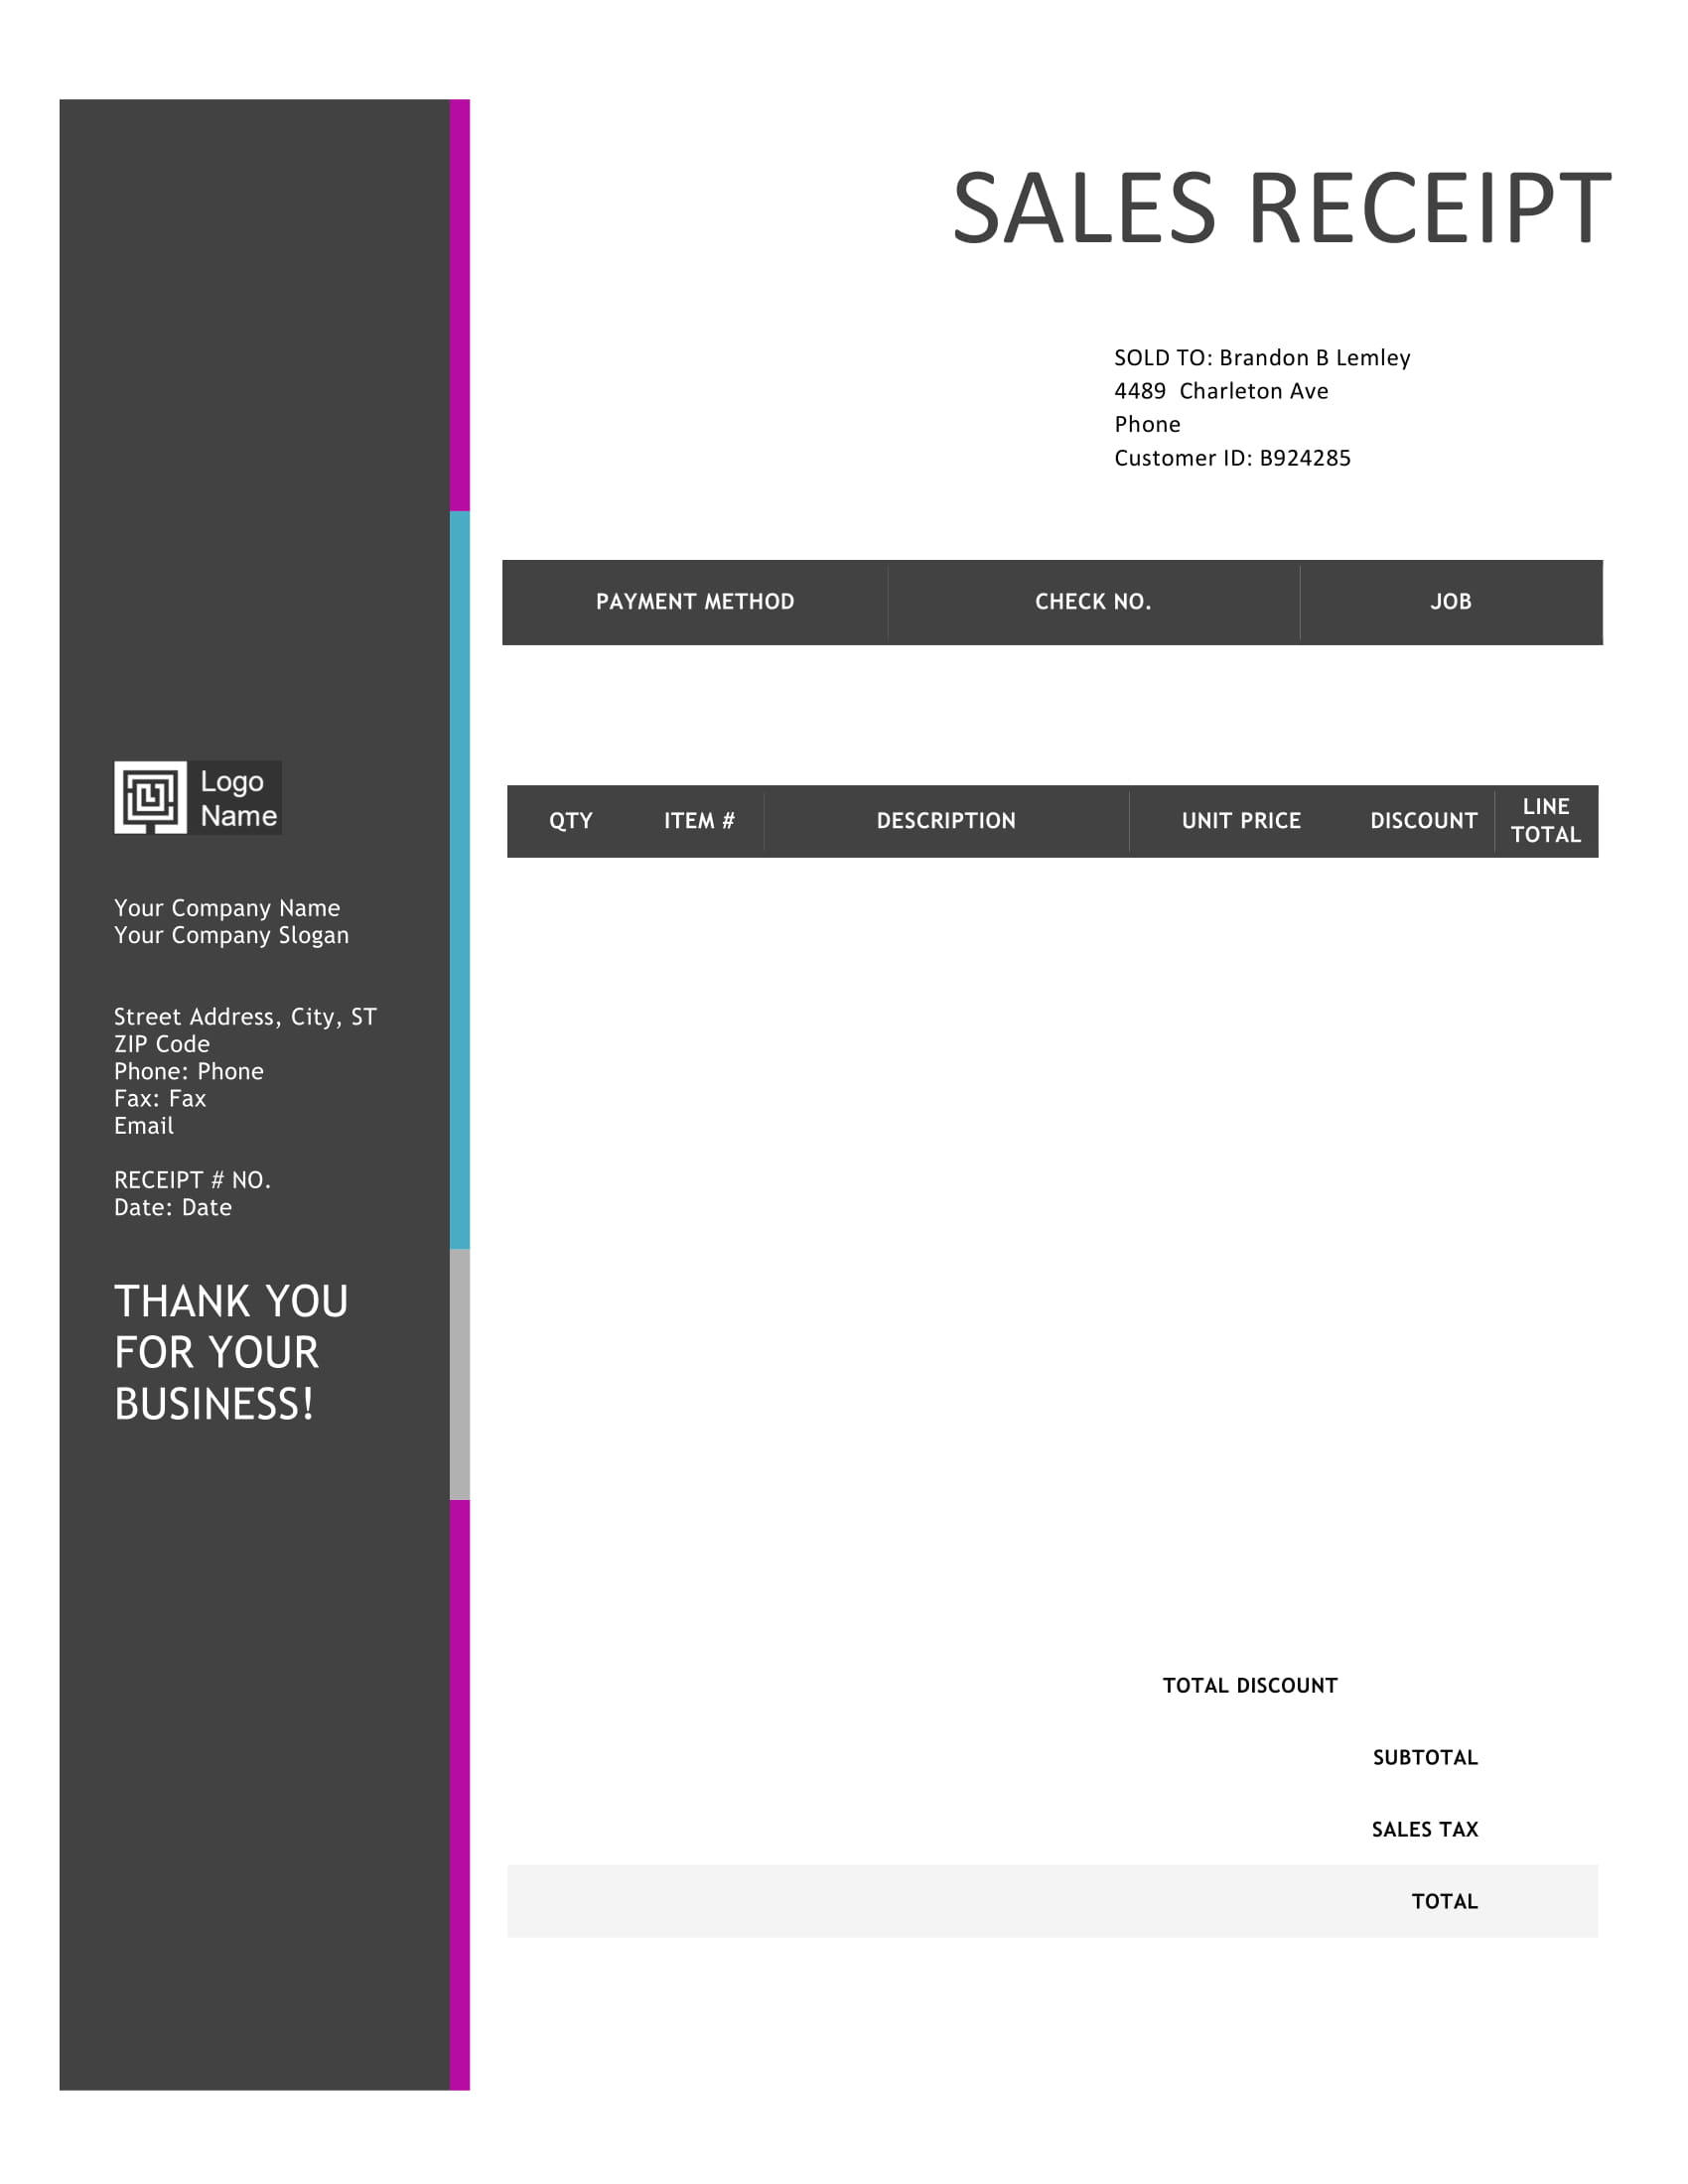 SALES RECEIPT
SOLD TO: Brandon B Lemley
4489  Charleton Ave
Phone
Customer ID: B924285
PAYMENT METHOD CHECK NO. JOB
Logo
Name
QTY ITEM # DESCRIPTION UNIT PRICE DISCOUNT LINE
TOTAL
Your Company Name
Your Company Slogan
Street Address, City, ST
ZIP Code
Phone: Phone
Fax: Fax
Email
RECEIPT # NO.
Date: Date
THANK YOU
FOR YOUR
BUSINESS!
TOTAL DISCOUNT
SUBTOTAL
SALES TAX
TOTAL